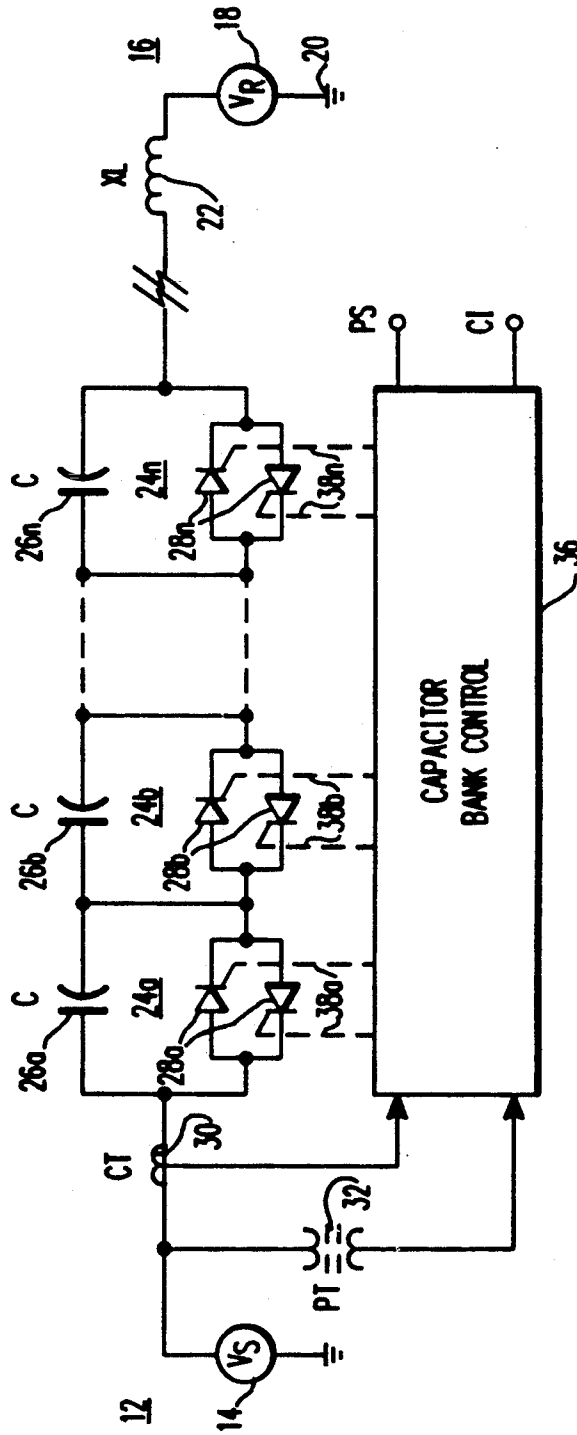 26a
C
26b
C
26n
C
24a
24b
24n
12
14
VS
CT
30
PT
32
28a
28b
28n
38a
38b
38n
XL
22
16
18
VR
20
CAPACITOR
BANK CONTROL
PS
CI
36